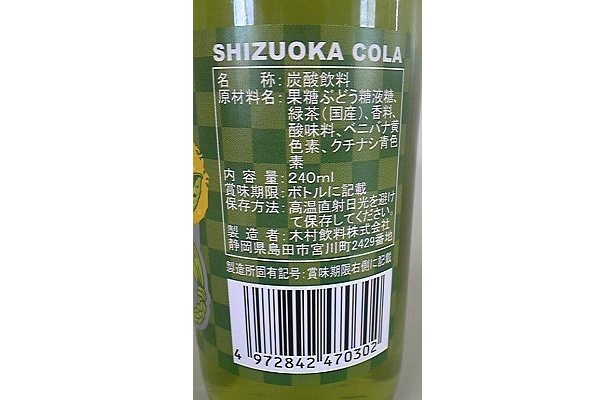 SHIZUOKA COLA
名 称：炭酸飲料
原材料名：果糖ぶどう糖液糖、
緑茶(国産)、香料、
酸味料、ベニバナ黄
色素、クチナシ青色
素
内 容 量：240ml
賞味期限：ボトルに記載
保存方法：高温直射日光を避け
て保存してください。
製 造 者：木村飲料株式会社
静岡県島田市宮川町2429番地
製造所固有記号：賞味期限右側に記載
4 972842 470302